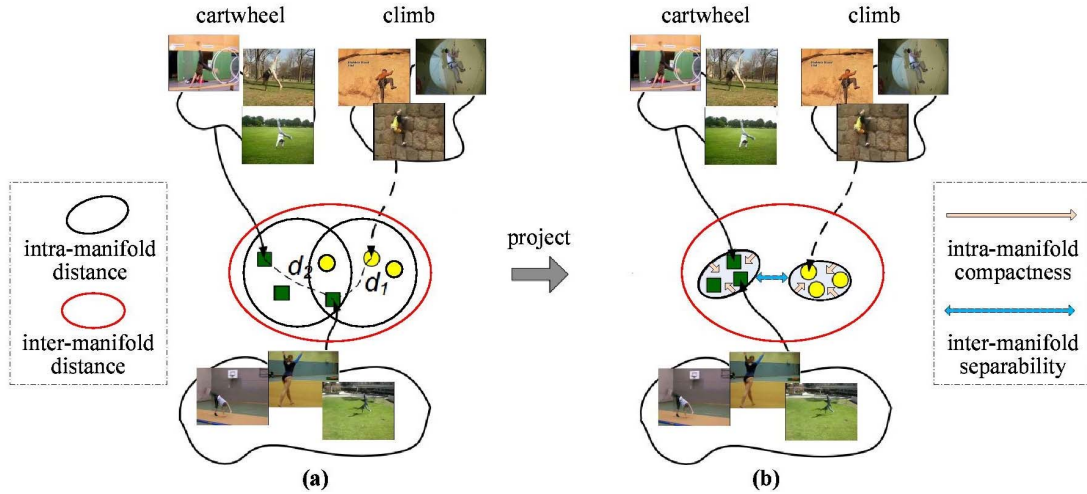 cartwheel
climb
cartwheel
climb
intra-manifold
distance
inter-manifold
distance
d2
d1
project
intra-manifold
compactness
inter-manifold
separability
(a)
(b)